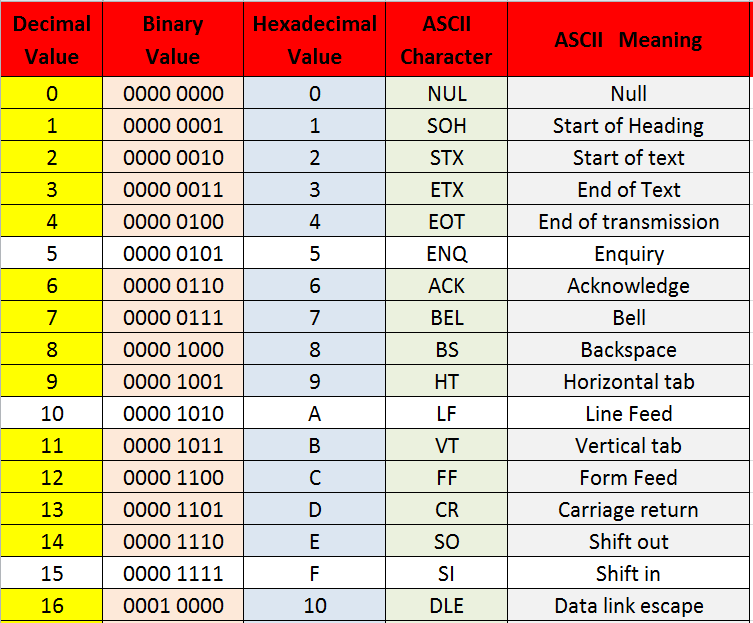 Decimal Value Binary Value Hexadecimal Value ASCII Character ASCII Meaning
0 0000 0000 0 NUL Null
1 0000 0001 1 SOH Start of Heading
2 0000 0010 2 STX Start of text
3 0000 0011 3 ETX End of Text
4 0000 0100 4 EOT End of transmission
5 0000 0101 5 ENQ Enquiry
6 0000 0110 6 ACK Acknowledge
7 0000 0111 7 BEL Bell
8 0000 1000 8 BS Backspace
9 0000 1001 9 HT Horizontal tab
10 0000 1010 A LF Line Feed
11 0000 1011 B VT Vertical tab
12 0000 1100 C FF Form Feed
13 0000 1101 D CR Carriage return
14 0000 1110 E SO Shift out
15 0000 1111 F SI Shift in
16 0001 0000 10 DLE Data link escape